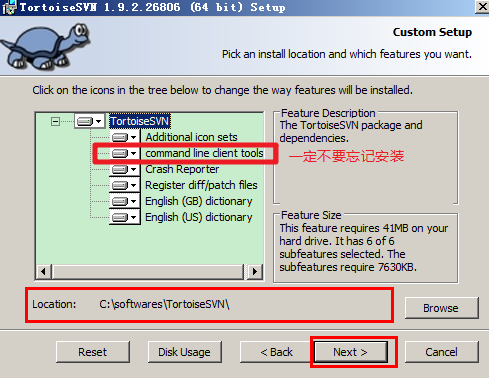 TortoiseSVN 1.9.2.26806 (64 bit) Setup
Custom Setup
Pick an install location and which features you want.
Click on the icons in the tree below to change the way features will be installed.
TortoiseSVN
Additional icon sets
command line client tools
Crash Reporter
Register diff/patch files
English (GB) dictionary
English (US) dictionary
Feature Description
The TortoiseSVN package and
dependencies.
一定不要忘记安装
Feature Size
This feature requires 41MB on your
hard drive. It has 6 of 6
subfeatures selected. The
subfeatures require 7630KB.
Location: C:\softwares\TortoiseSVN\
Browse
Reset Disk Usage < Back Next > Cancel